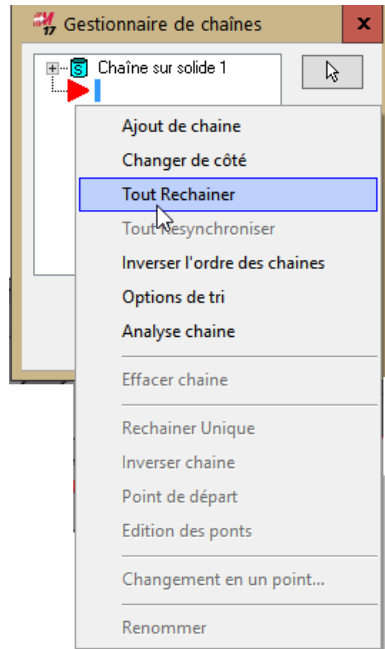 17 Gestionnaire de chaînes x
Chaîne sur solide 1
Ajout de chaine
Changer de côté
Tout Rechainer
Tout Resynchroniser
Inverser l'ordre des chaines
Options de tri
Analyse chaine
Effacer chaine
Rechainer Unique
Inverser chaine
Point de départ
Edition des ponts
Changement en un point...
Renommer